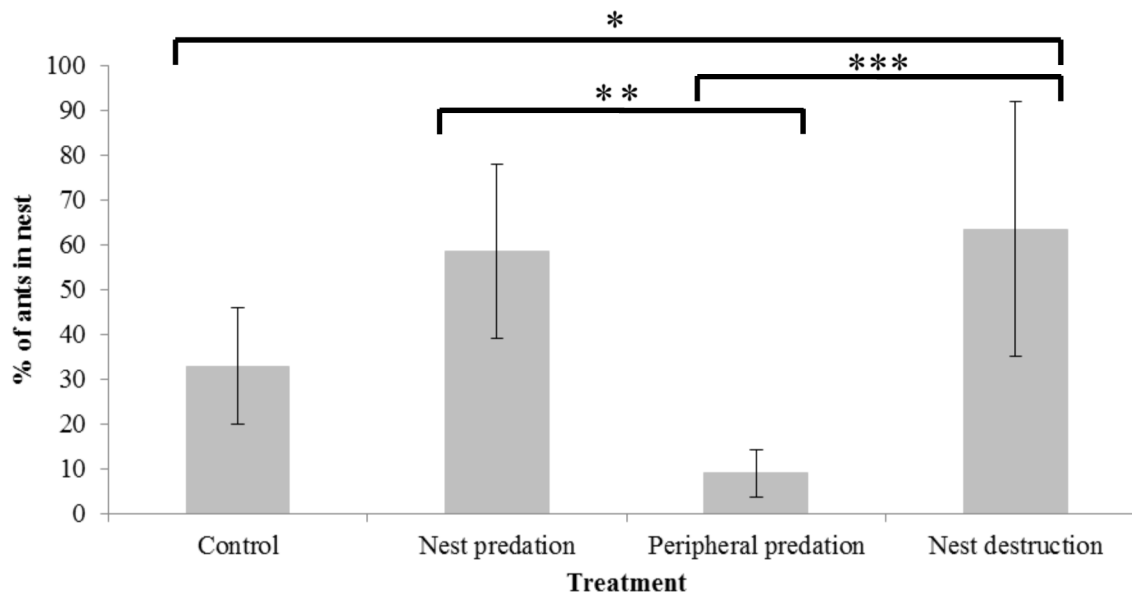 *
***
**
100
90
80
70
60
50
40
30
20
10
0
% of ants in nest
Control
Nest predation
Peripheral predation
Nest destruction
Treatment